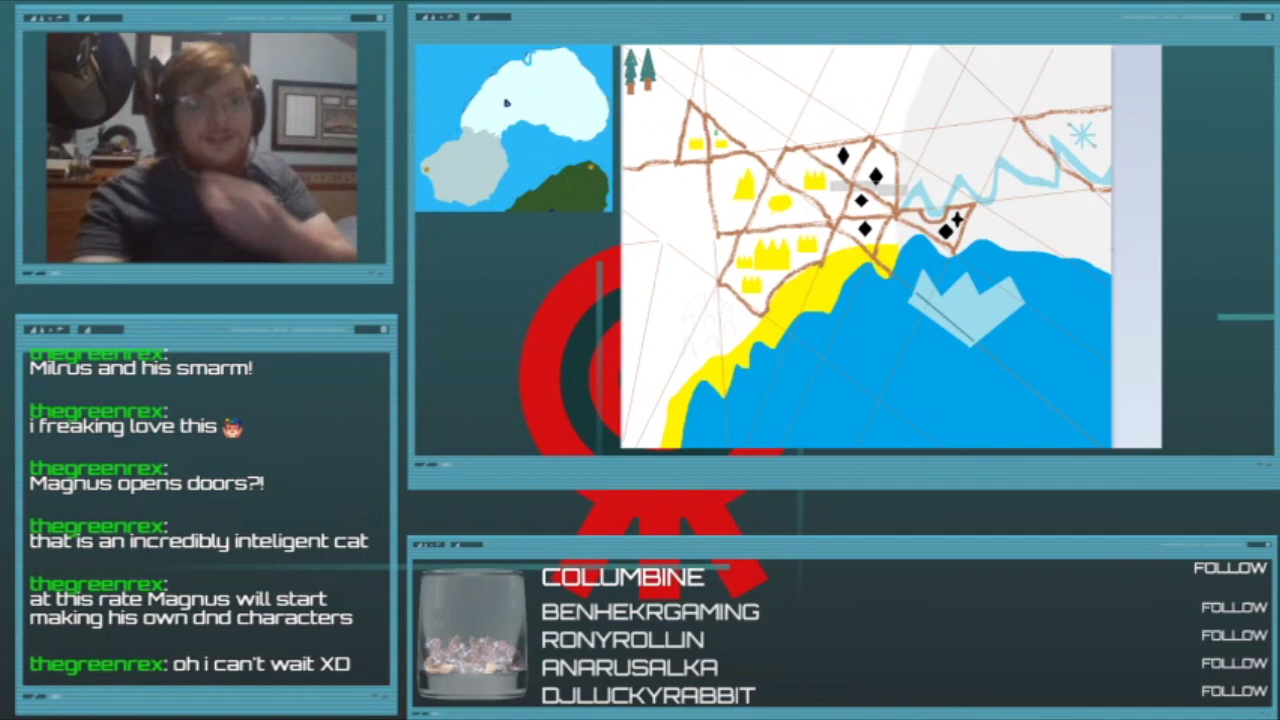 thegreenrex:
Milrus and his smarm!
thegreenrex:
i freaking love this
thegreenrex:
Magnus opens doors?!
thegreenrex:
that is an incredibly inteligent cat
thegreenrex:
at this rate Magnus will start
making his own dnd characters
thegreenrex: oh i can't wait XD
COLUMBINE FOLLOW
BENHEKRGAMING FOLLOW
RONYROLLIN FOLLOW
ANARUSALKA FOLLOW
DJLUCKYRABBIT FOLLOW